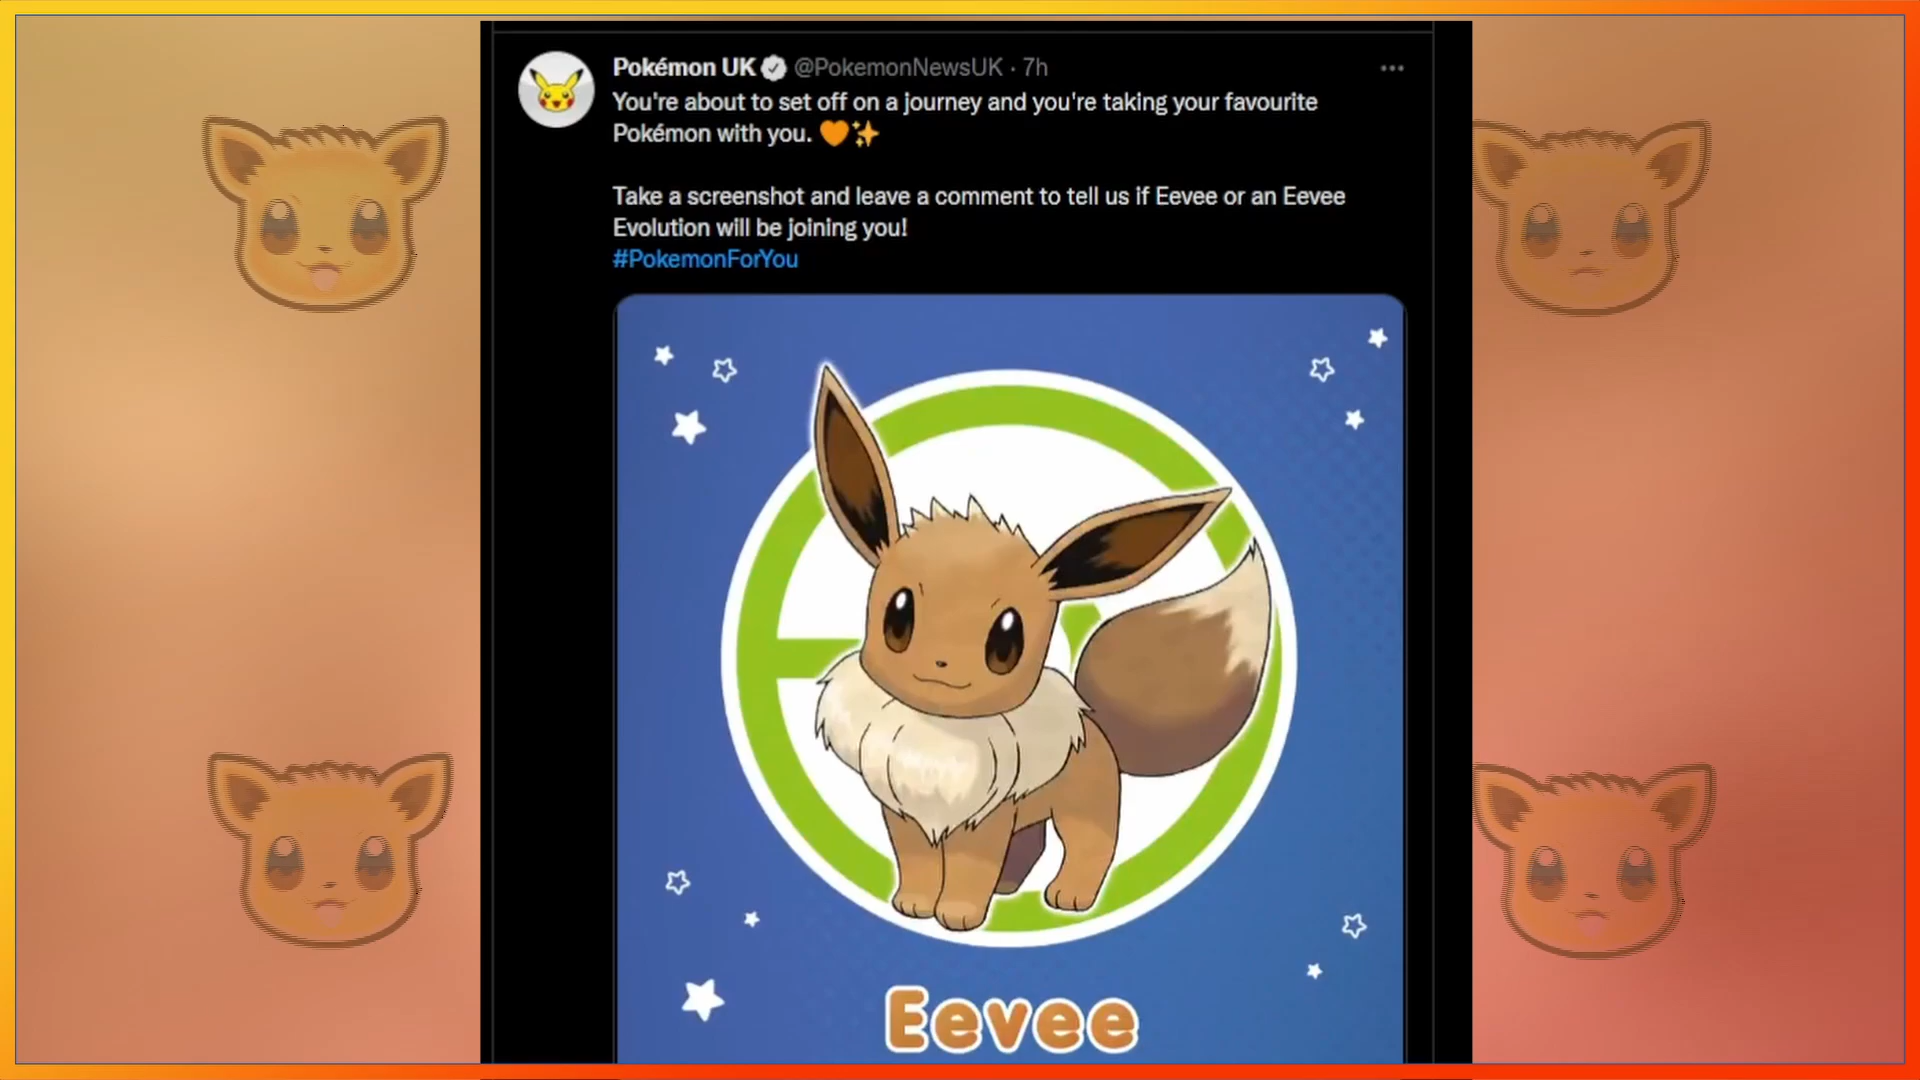 Pokémon UK @PokemonNewsUK · 7h
You're about to set off on a journey and you're taking your favourite
Pokémon with you. 🧡✨
Take a screenshot and leave a comment to tell us if Eevee or an Eevee
Evolution will be joining you!
#PokemonForYou
Eevee